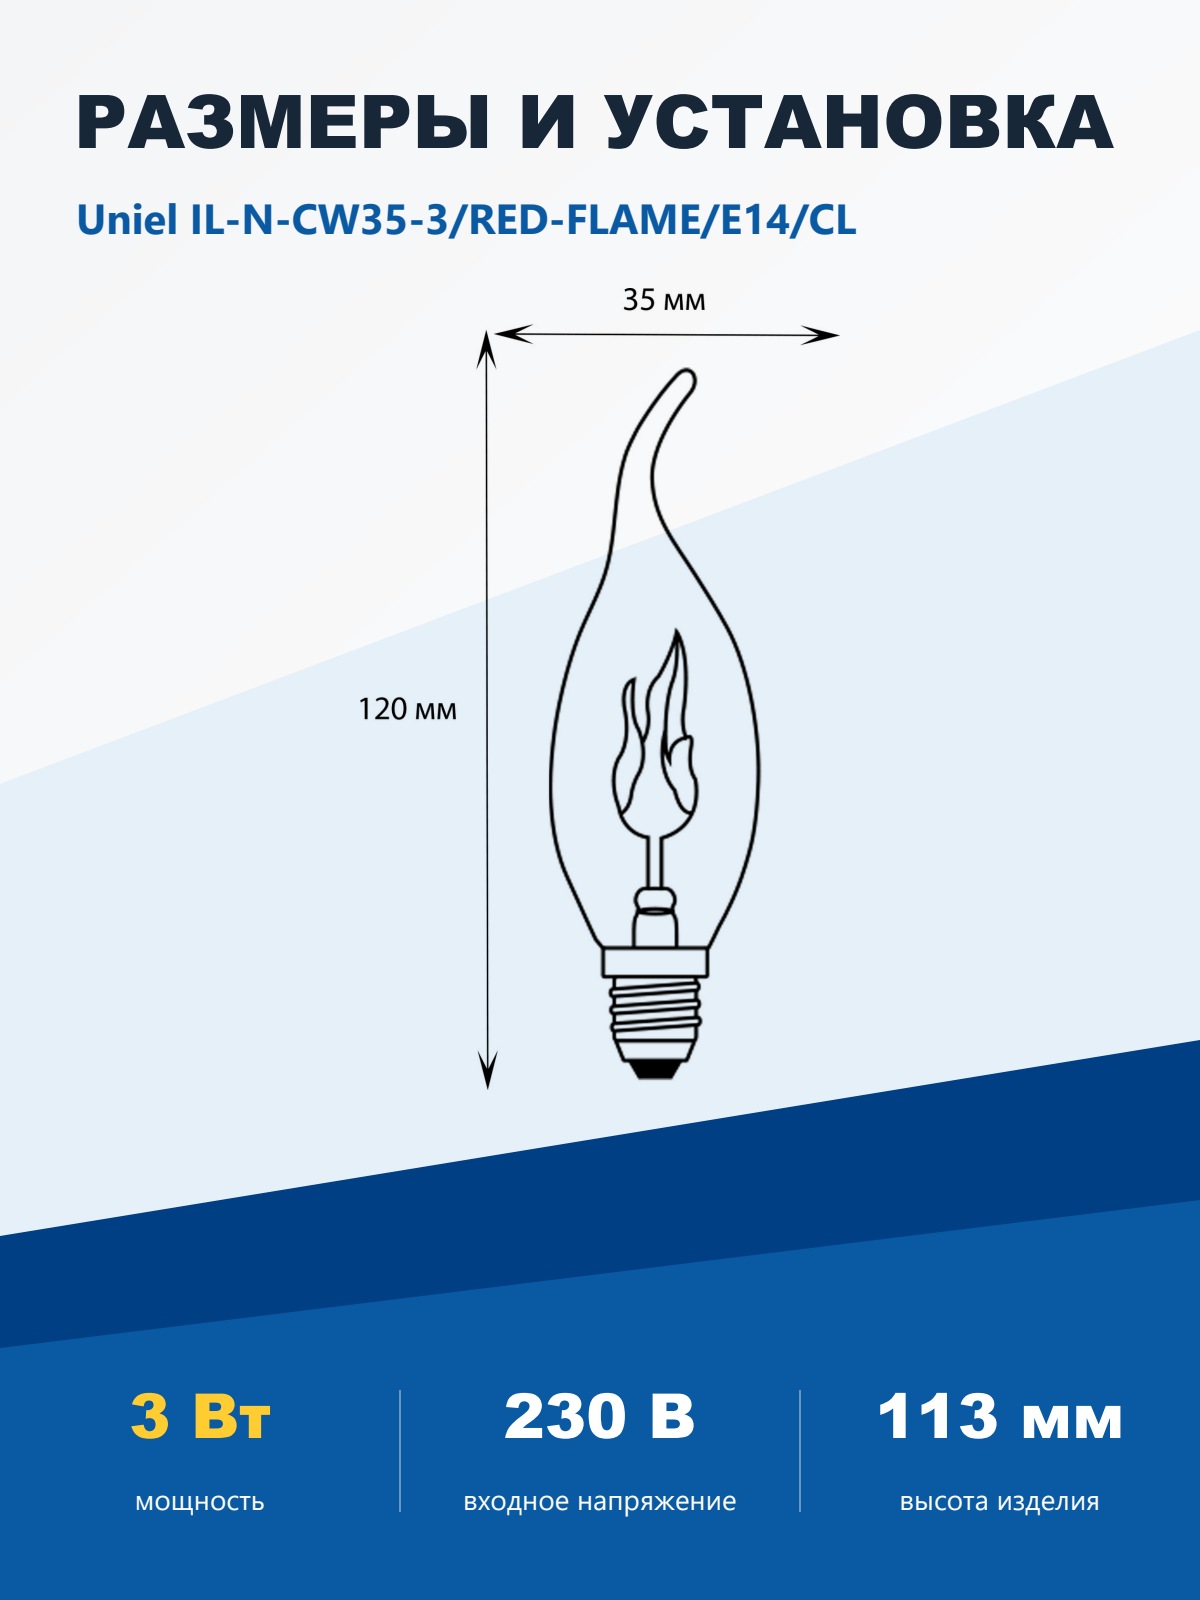 РАЗМЕРЫ И УСТАНОВКА
Uniel IL-N-CW35-3/RED-FLAME/E14/CL
35 мм
120 мм
3 Вт
230 В
113 мм
мощность
входное напряжение
высота изделия